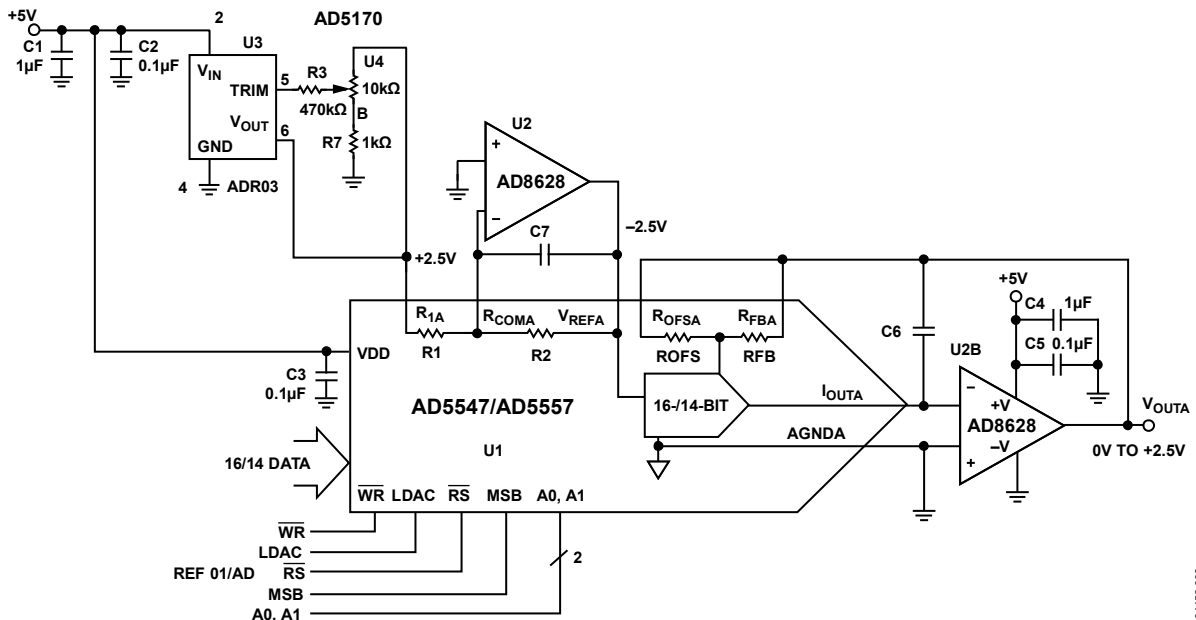 +5V
2
AD5170
C1
1µF
C2
0.1µF
U3
U4
VIN
TRIM
5
R3
470kΩ
10kΩ
B
VOUT
6
R7
1kΩ
GND
4
ADR03
U2
+
AD8628
−
C7
−2.5V
+2.5V
R1A
RCOMA
VREFA
ROFSA
RFBA
R1
R2
ROFS
RFB
C6
+5V
C4
1µF
C5
0.1µF
U2B
VDD
C3
0.1µF
AD5547/AD5557
U1
16-/14-BIT
IOUTA
AGNDA
−
+V
AD8628
−V
+
VOUTA
0V TO +2.5V
16/14 DATA
WR LDAC RS MSB A0, A1
WR
LDAC
REF 01/AD RS
MSB
A0, A1
2